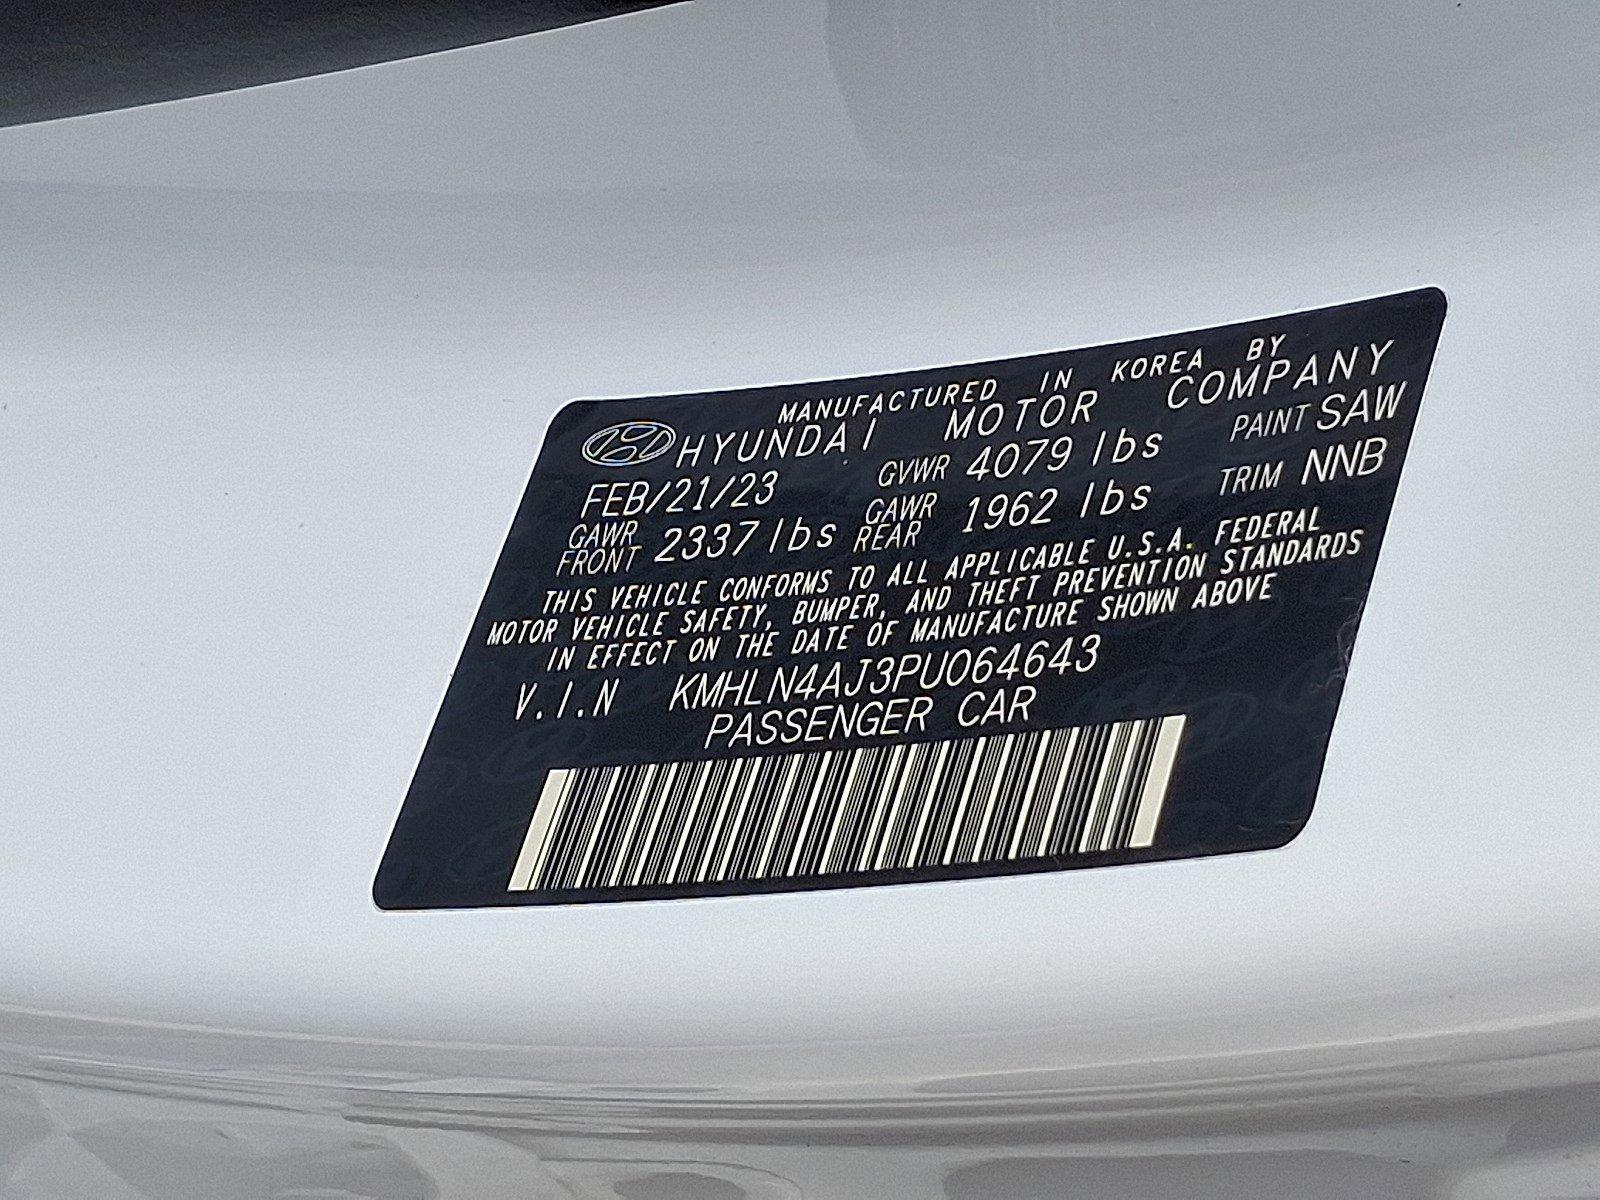 MANUFACTURED IN KOREA BY
HYUNDAI MOTOR COMPANY
FEB/21/23 GVWR 4079 lbs PAINT SAW
GAWR FRONT 2337 lbs GAWR REAR 1962 lbs TRIM NNB
THIS VEHICLE CONFORMS TO ALL APPLICABLE U.S.A. FEDERAL
MOTOR VEHICLE SAFETY, BUMPER, AND THEFT PREVENTION STANDARDS
IN EFFECT ON THE DATE OF MANUFACTURE SHOWN ABOVE
V.I.N KMHLN4AJ3PU064643
PASSENGER CAR